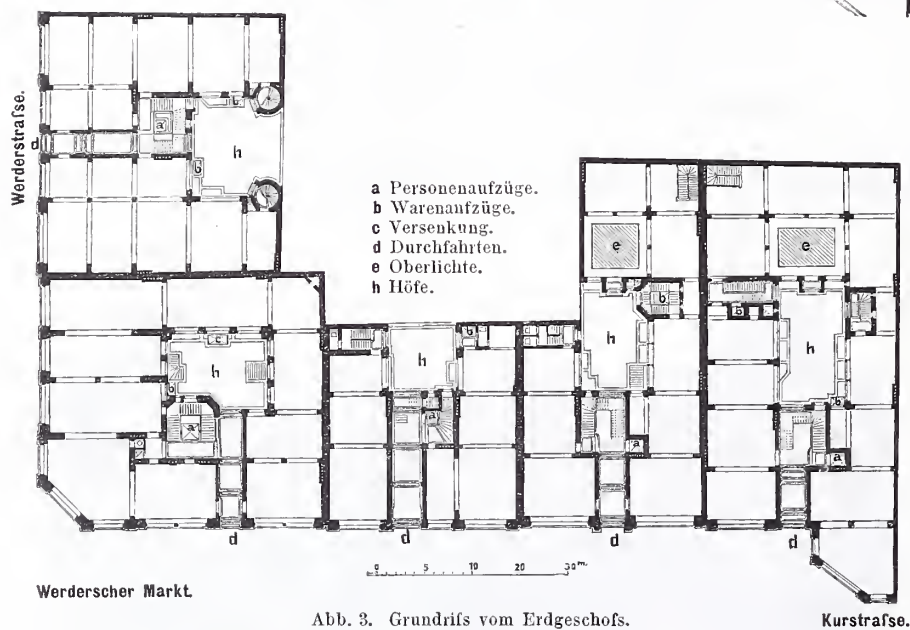 Werderstraſse.
d
a
b
h
b
a Personenaufzüge.
b Warenaufzüge.
c Versenkung.
d Durchfahrten.
e Oberlichte.
h Höfe.
e
e
b
b
c
h
b
a
h
b
a
c
h
a
h
b
a
d
d
d
d
0 5 10 20 30 m.
Werderscher Markt.
Abb. 3. Grundriſs vom Erdgeschoſs.
Kurstraſse.